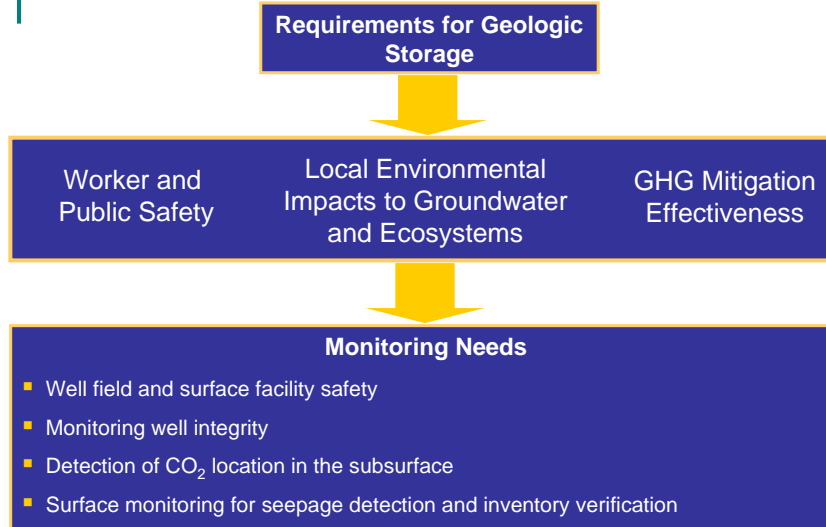 Requirements for Geologic
Storage
Worker and
Public Safety
Local Environmental
Impacts to Groundwater
and Ecosystems
GHG Mitigation
Effectiveness
Monitoring Needs
▪ Well field and surface facility safety
▪ Monitoring well integrity
▪ Detection of CO₂ location in the subsurface
▪ Surface monitoring for seepage detection and inventory verification